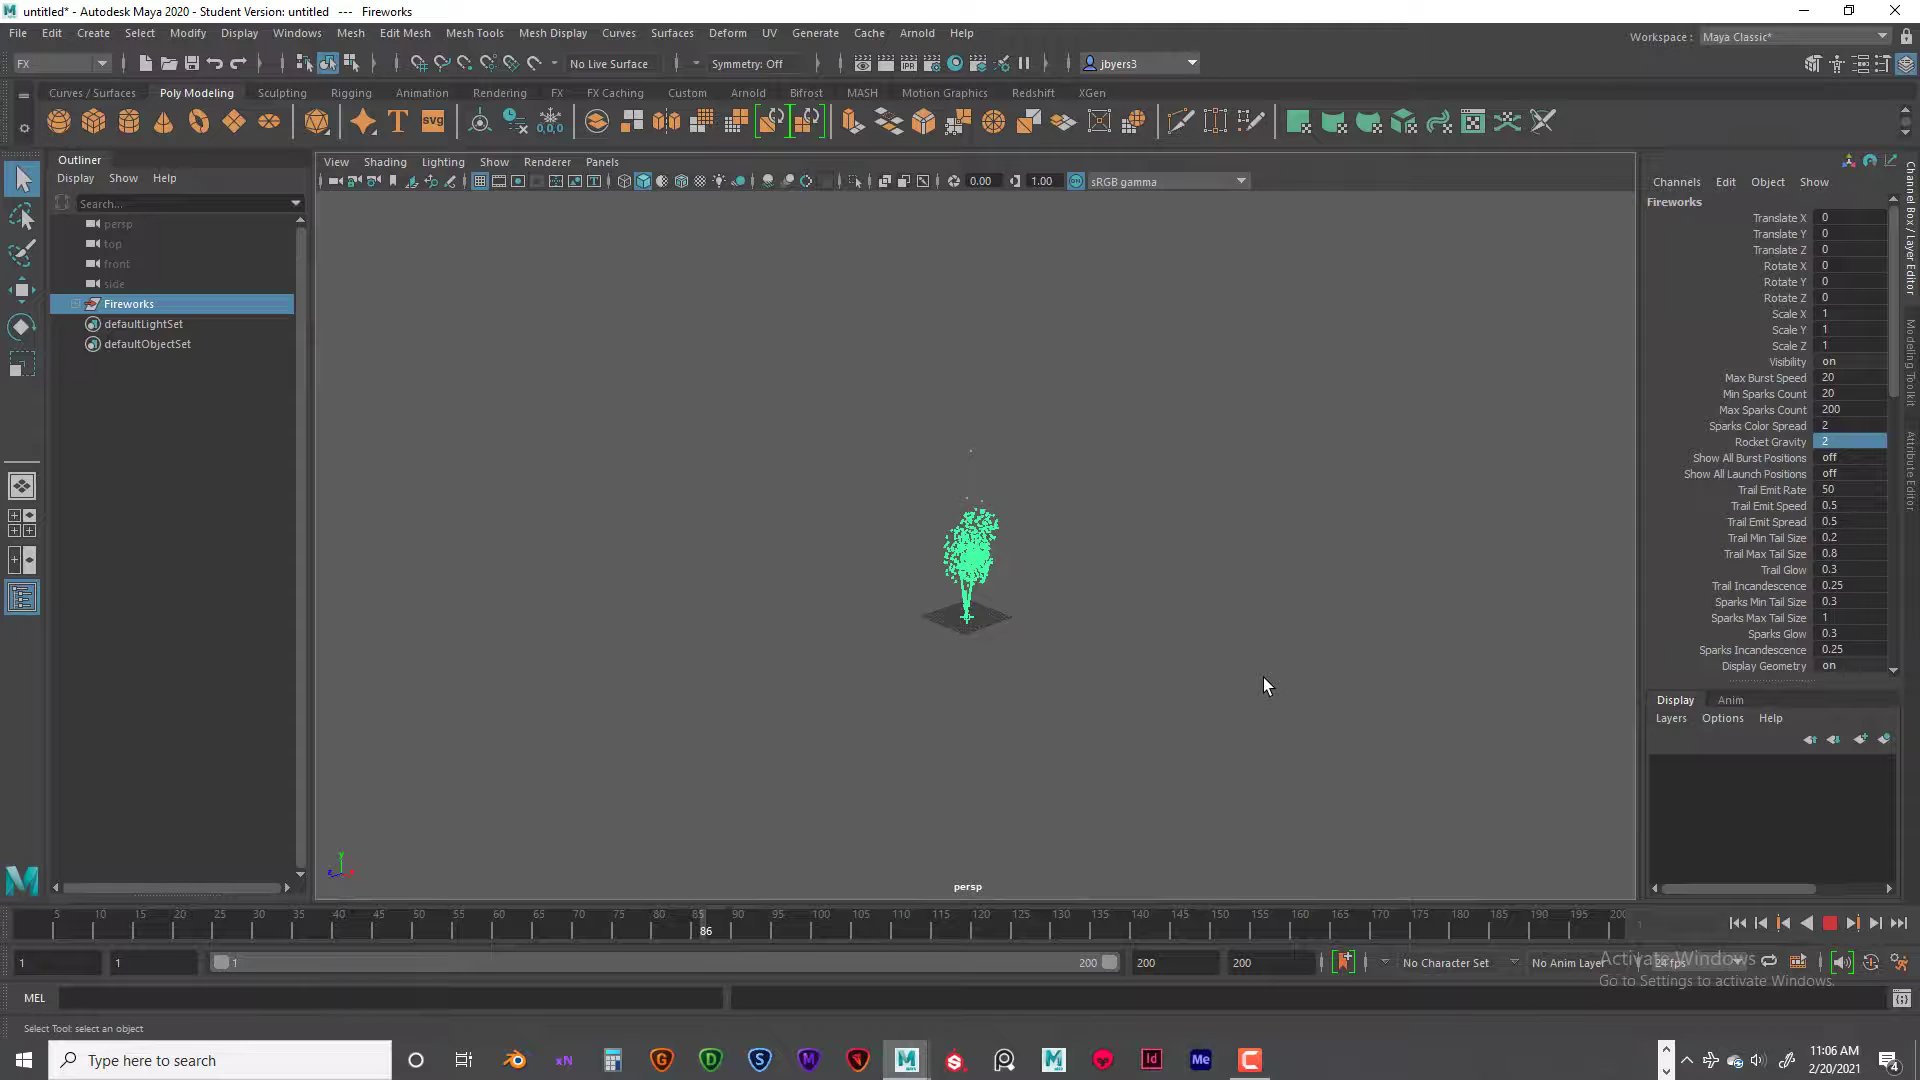 untitled* - Autodesk Maya 2020 - Student Version: untitled --- Fireworks
File Edit Create Select Modify Display Windows Mesh Edit Mesh Mesh Tools Mesh Display Curves Surfaces Deform UV Generate Cache Arnold Help
Workspace : Maya Classic*
FX No Live Surface Symmetry: Off jbyers3
Curves / Surfaces Poly Modeling Sculpting Rigging Animation Rendering FX FX Caching Custom Arnold Bifrost MASH Motion Graphics Redshift XGen
T svg 0,0,0
Outliner
Display Show Help
Search...
persp
top
front
side
Fireworks
defaultLightSet
defaultObjectSet
View Shading Lighting Show Renderer Panels
0.00 1.00 sRGB gamma
persp
Channels Edit Object Show
Fireworks
Translate X 0
Translate Y 0
Translate Z 0
Rotate X 0
Rotate Y 0
Rotate Z 0
Scale X 1
Scale Y 1
Scale Z 1
Visibility on
Max Burst Speed 20
Min Sparks Count 20
Max Sparks Count 200
Sparks Color Spread 2
Rocket Gravity 2
Show All Burst Positions off
Show All Launch Positions off
Trail Emit Rate 50
Trail Emit Speed 0.5
Trail Emit Spread 0.5
Trail Min Tail Size 0.2
Trail Max Tail Size 0.8
Trail Glow 0.3
Trail Incandescence 0.25
Sparks Min Tail Size 0.3
Sparks Max Tail Size 1
Sparks Glow 0.3
Sparks Incandescence 0.25
Display Geometry on
Display Anim
Layers Options Help
Channel Box / Layer Editor
Modeling Toolkit
Attribute Editor
5 10 15 20 25 30 35 40 45 50 55 60 65 70 75 80 85 90 95 100 105 110 115 120 125 130 135 140 145 150 155 160 165 170 175 180 185 190 195 200
86
1 1 1 200 200 200 No Character Set No Anim Layer 24 fps
Activate Windows
Go to Settings to activate Windows.
MEL
Select Tool: select an object
Type here to search
xN G D S M Id Me C
11:06 AM
2/20/2021
4